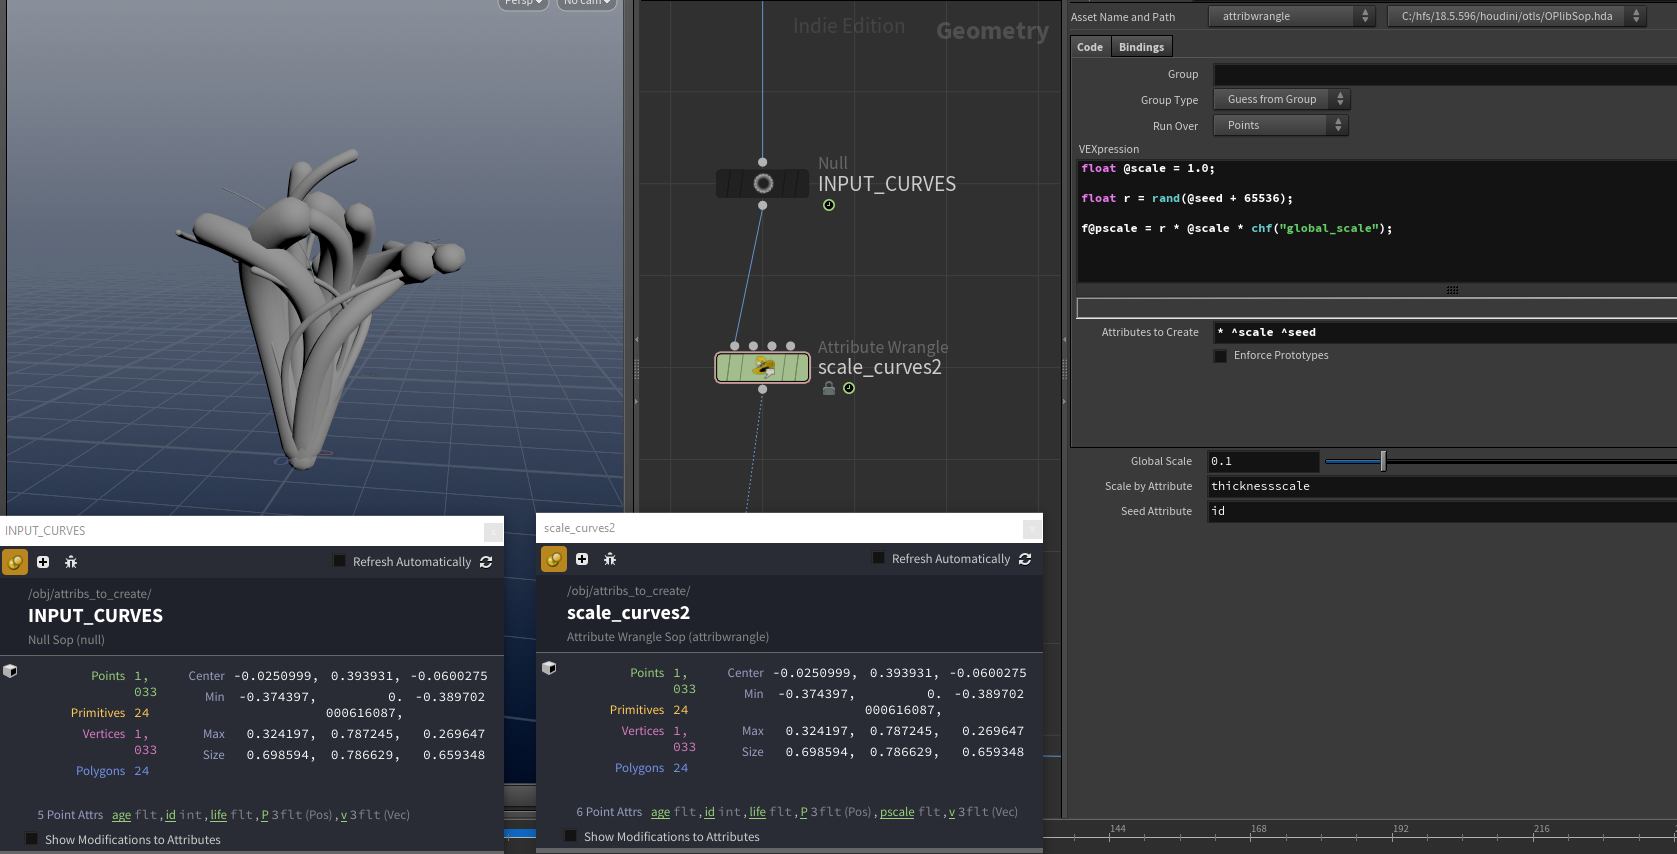 Persp
No cam
Indie Edition
Geometry
Null
INPUT_CURVES
Attribute Wrangle
scale_curves2
Asset Name and Path
attribwrangle
C:/hfs/18.5.596/houdini/otls/OPlibSop.hda
Code
Bindings
Group
Group Type
Guess from Group
Run Over
Points
VEXpression
float @scale = 1.0;
float r = rand(@seed + 65536);
f@pscale = r * @scale * chf("global_scale");
Attributes to Create
* ^scale ^seed
Enforce Prototypes
Global Scale
0.1
Scale by Attribute
thicknessscale
Seed Attribute
id
INPUT_CURVES
Refresh Automatically
/obj/attribs_to_create/
INPUT_CURVES
Null Sop (null)
Points 1,
033
Center -0.0250999, 0.393931, -0.0600275
Min -0.374397, 0. -0.389702
000616087,
Primitives 24
Vertices 1,
033
Max 0.324197, 0.787245, 0.269647
Size 0.698594, 0.786629, 0.659348
Polygons 24
5 Point Attrs age flt, id int, life flt, P 3flt (Pos), v 3flt (Vec)
Show Modifications to Attributes
scale_curves2
Refresh Automatically
/obj/attribs_to_create/
scale_curves2
Attribute Wrangle Sop (attribwrangle)
Points 1,
033
Center -0.0250999, 0.393931, -0.0600275
Min -0.374397, 0. -0.389702
000616087,
Primitives 24
Vertices 1,
033
Max 0.324197, 0.787245, 0.269647
Size 0.698594, 0.786629, 0.659348
Polygons 24
6 Point Attrs age flt, id int, life flt, P 3flt (Pos), pscale flt, v 3flt (Vec)
Show Modifications to Attributes
144
168
192
216